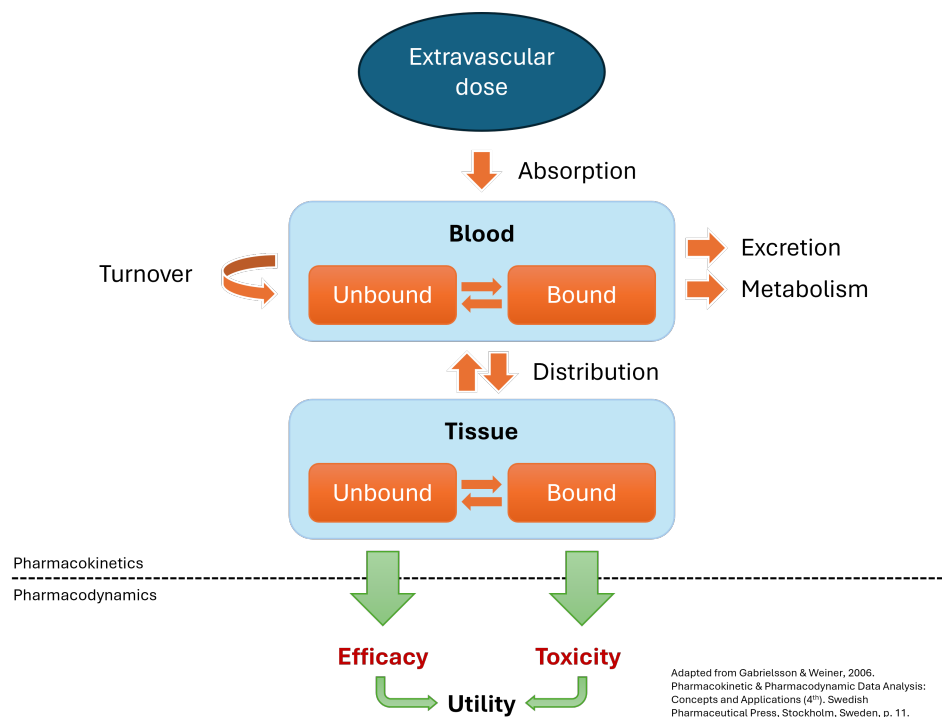 Extravascular
dose
Absorption
Blood
Turnover
Unbound
Bound
Excretion
Metabolism
Distribution
Tissue
Unbound
Bound
Pharmacokinetics
Pharmacodynamics
Efficacy
Toxicity
Utility
Adapted from Gabrielsson & Weiner, 2006.
Pharmacokinetic & Pharmacodynamic Data Analysis:
Concepts and Applications (4th). Swedish
Pharmaceutical Press, Stockholm, Sweden, p. 11.